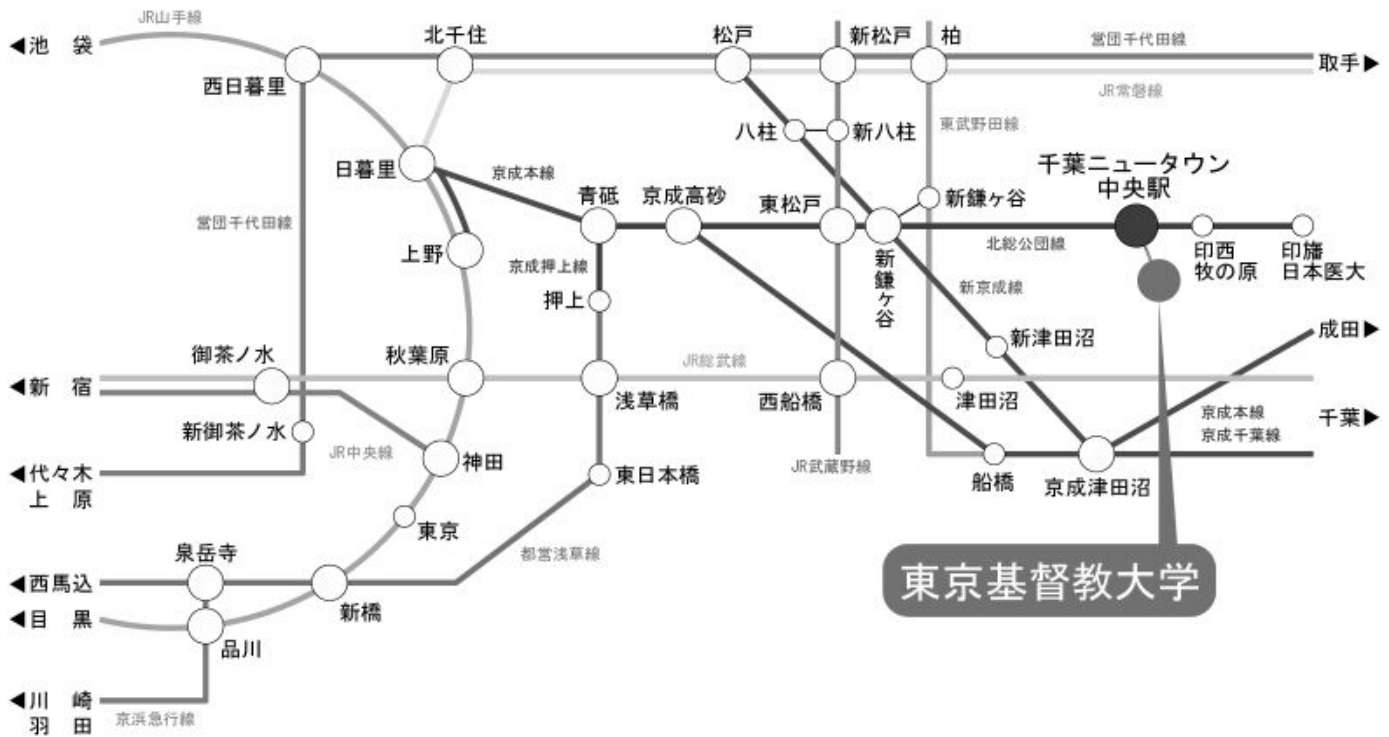 JR山手線
◀池 袋
北千住
松戸
新松戸
柏
営団千代田線
取手▶
西日暮里
JR常磐線
八柱
新八柱
東武野田線
日暮里
京成本線
千葉ニュータウン
中央駅
青砥
京成高砂
東松戸
新鎌ヶ谷
営団千代田線
上野
京成押上線
新鎌ヶ谷
北総公団線
印西
牧の原
印旛
日本医大
押上
新京成線
御茶ノ水
秋葉原
JR総武線
新津田沼
成田▶
◀新 宿
浅草橋
西船橋
津田沼
京成本線
京成千葉線
千葉▶
新御茶ノ水
JR中央線
神田
JR武蔵野線
船橋
京成津田沼
◀代々木
上 原
東日本橋
東京
泉岳寺
都営浅草線
東京基督教大学
◀西馬込
◀目 黒
新橋
品川
◀川 崎
羽 田
京浜急行線